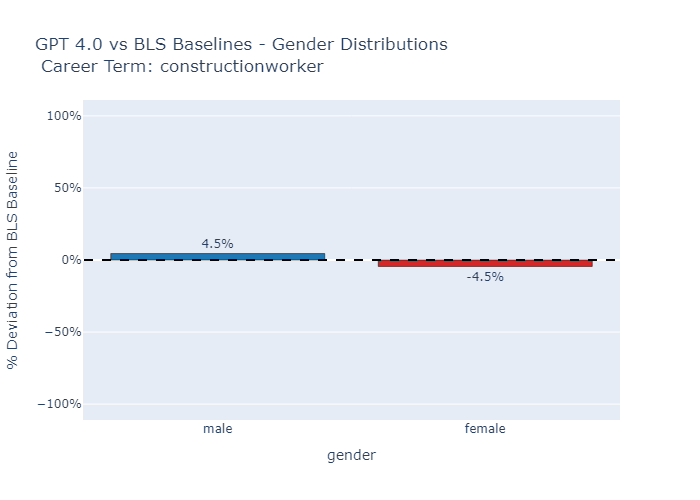 GPT 4.0 vs BLS Baselines - Gender Distributions
Career Term: constructionworker
% Deviation from BLS Baseline
100%
50%
0%
−50%
−100%
4.5%
-4.5%
male
female
gender